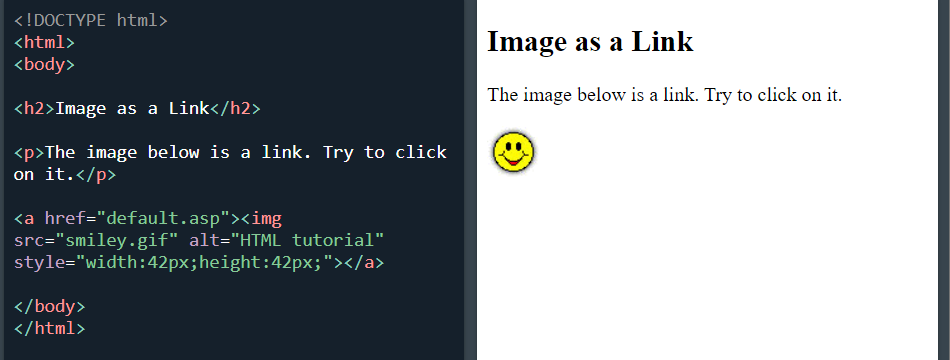 <!DOCTYPE html>
<html>
<body>
<h2>Image as a Link</h2>
<p>The image below is a link. Try to click
on it.</p>
<a href="default.asp"><img
src="smiley.gif" alt="HTML tutorial"
style="width:42px;height:42px;"></a>
</body>
</html>
Image as a Link
The image below is a link. Try to click on it.